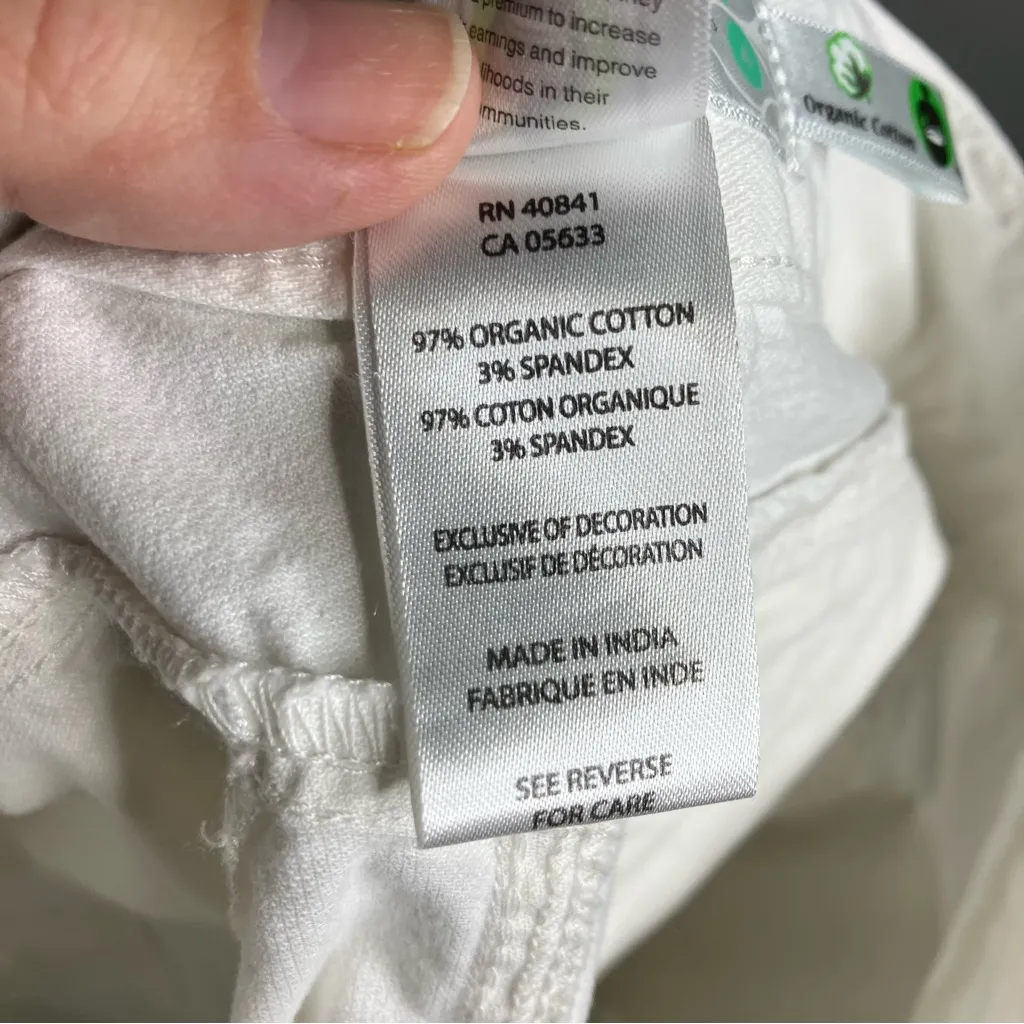 premium to increase
earnings and improve
in their
RN 40841
CA 05633
97% ORGANIC COTTON
3% SPANDEX
97% COTON ORGANIQUE
3% SPANDEX
EXCLUSIVE OF DECORATION
EXCLUSIF DE DÉCORATION
MADE IN INDIA
FABRIQUE EN INDE
SEE REVERSE
FOR CARE
Organic Cotton